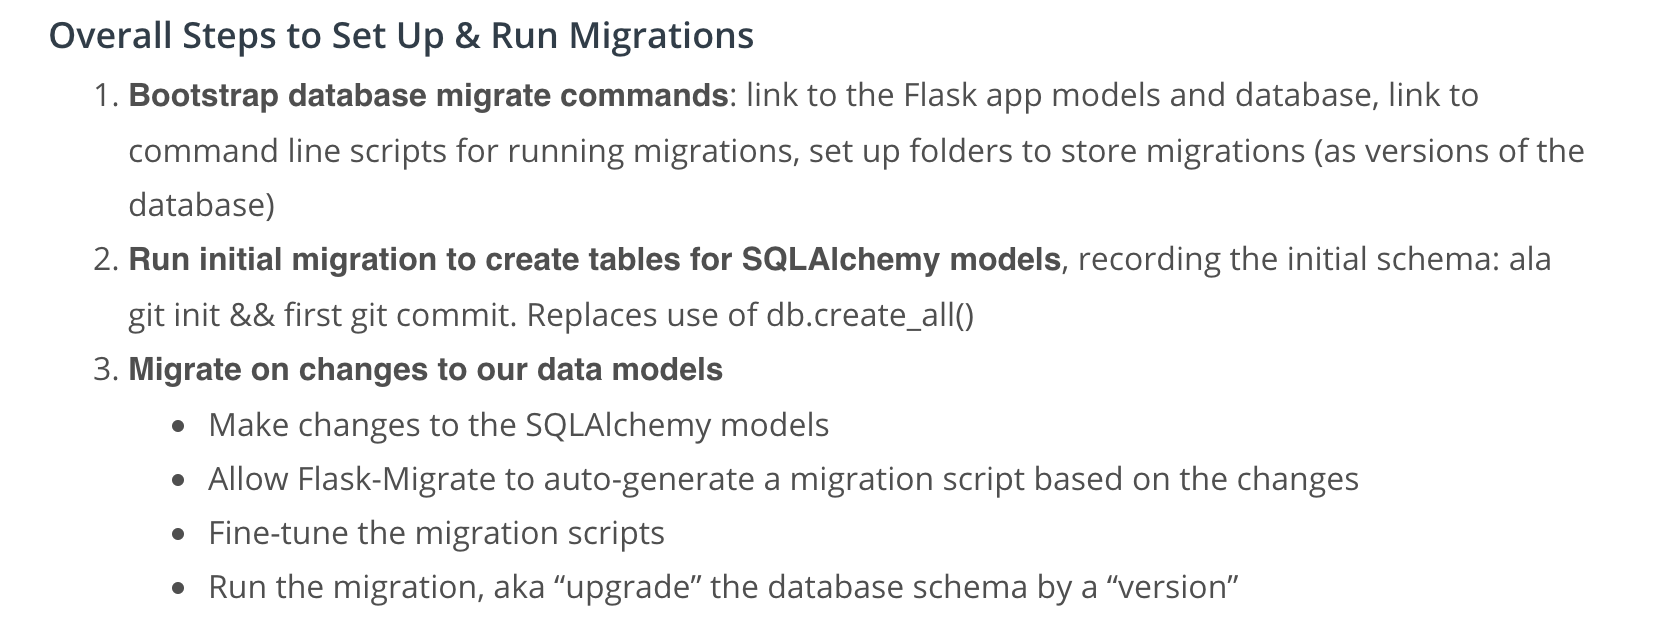 Overall Steps to Set Up & Run Migrations
1. Bootstrap database migrate commands: link to the Flask app models and database, link to
command line scripts for running migrations, set up folders to store migrations (as versions of the
database)
2. Run initial migration to create tables for SQLAlchemy models, recording the initial schema: ala
git init && first git commit. Replaces use of db.create_all()
3. Migrate on changes to our data models
• Make changes to the SQLAlchemy models
• Allow Flask-Migrate to auto-generate a migration script based on the changes
• Fine-tune the migration scripts
• Run the migration, aka “upgrade” the database schema by a “version”